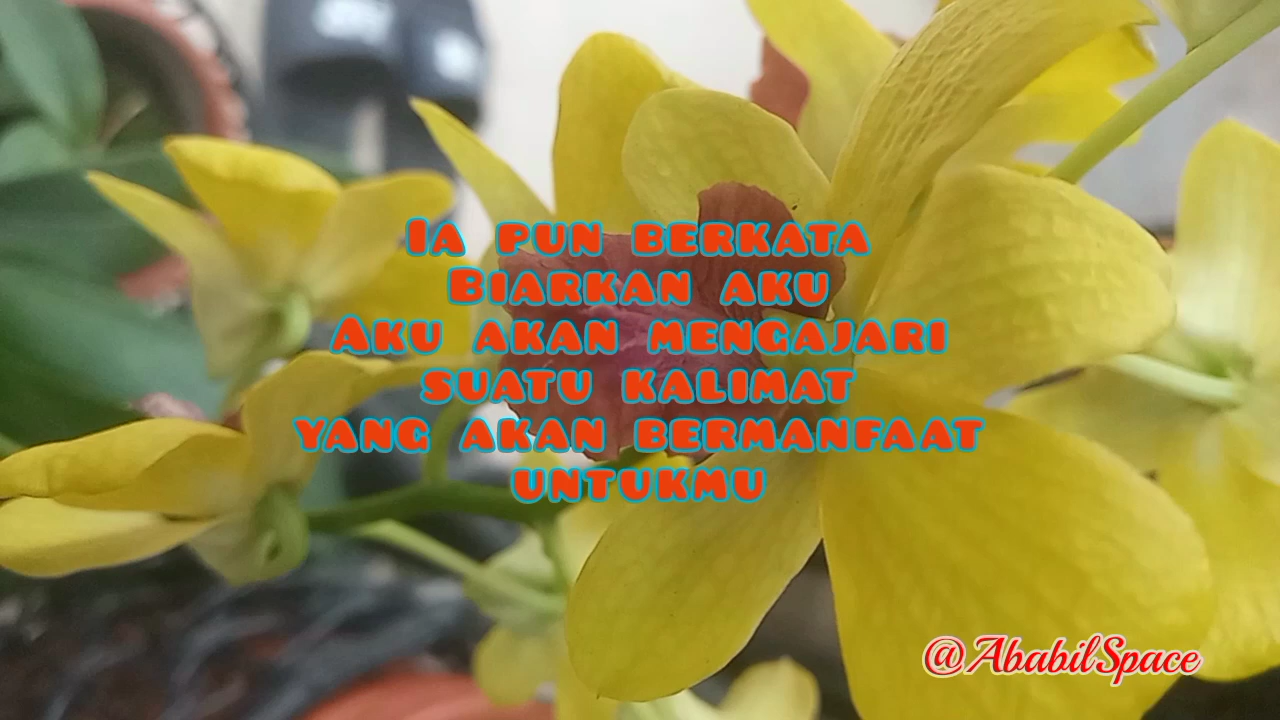 Ia pun berkata
Biarkan aku
Aku akan mengajari
suatu kalimat
yang akan bermanfaat
untukmu
@AbabilSpace